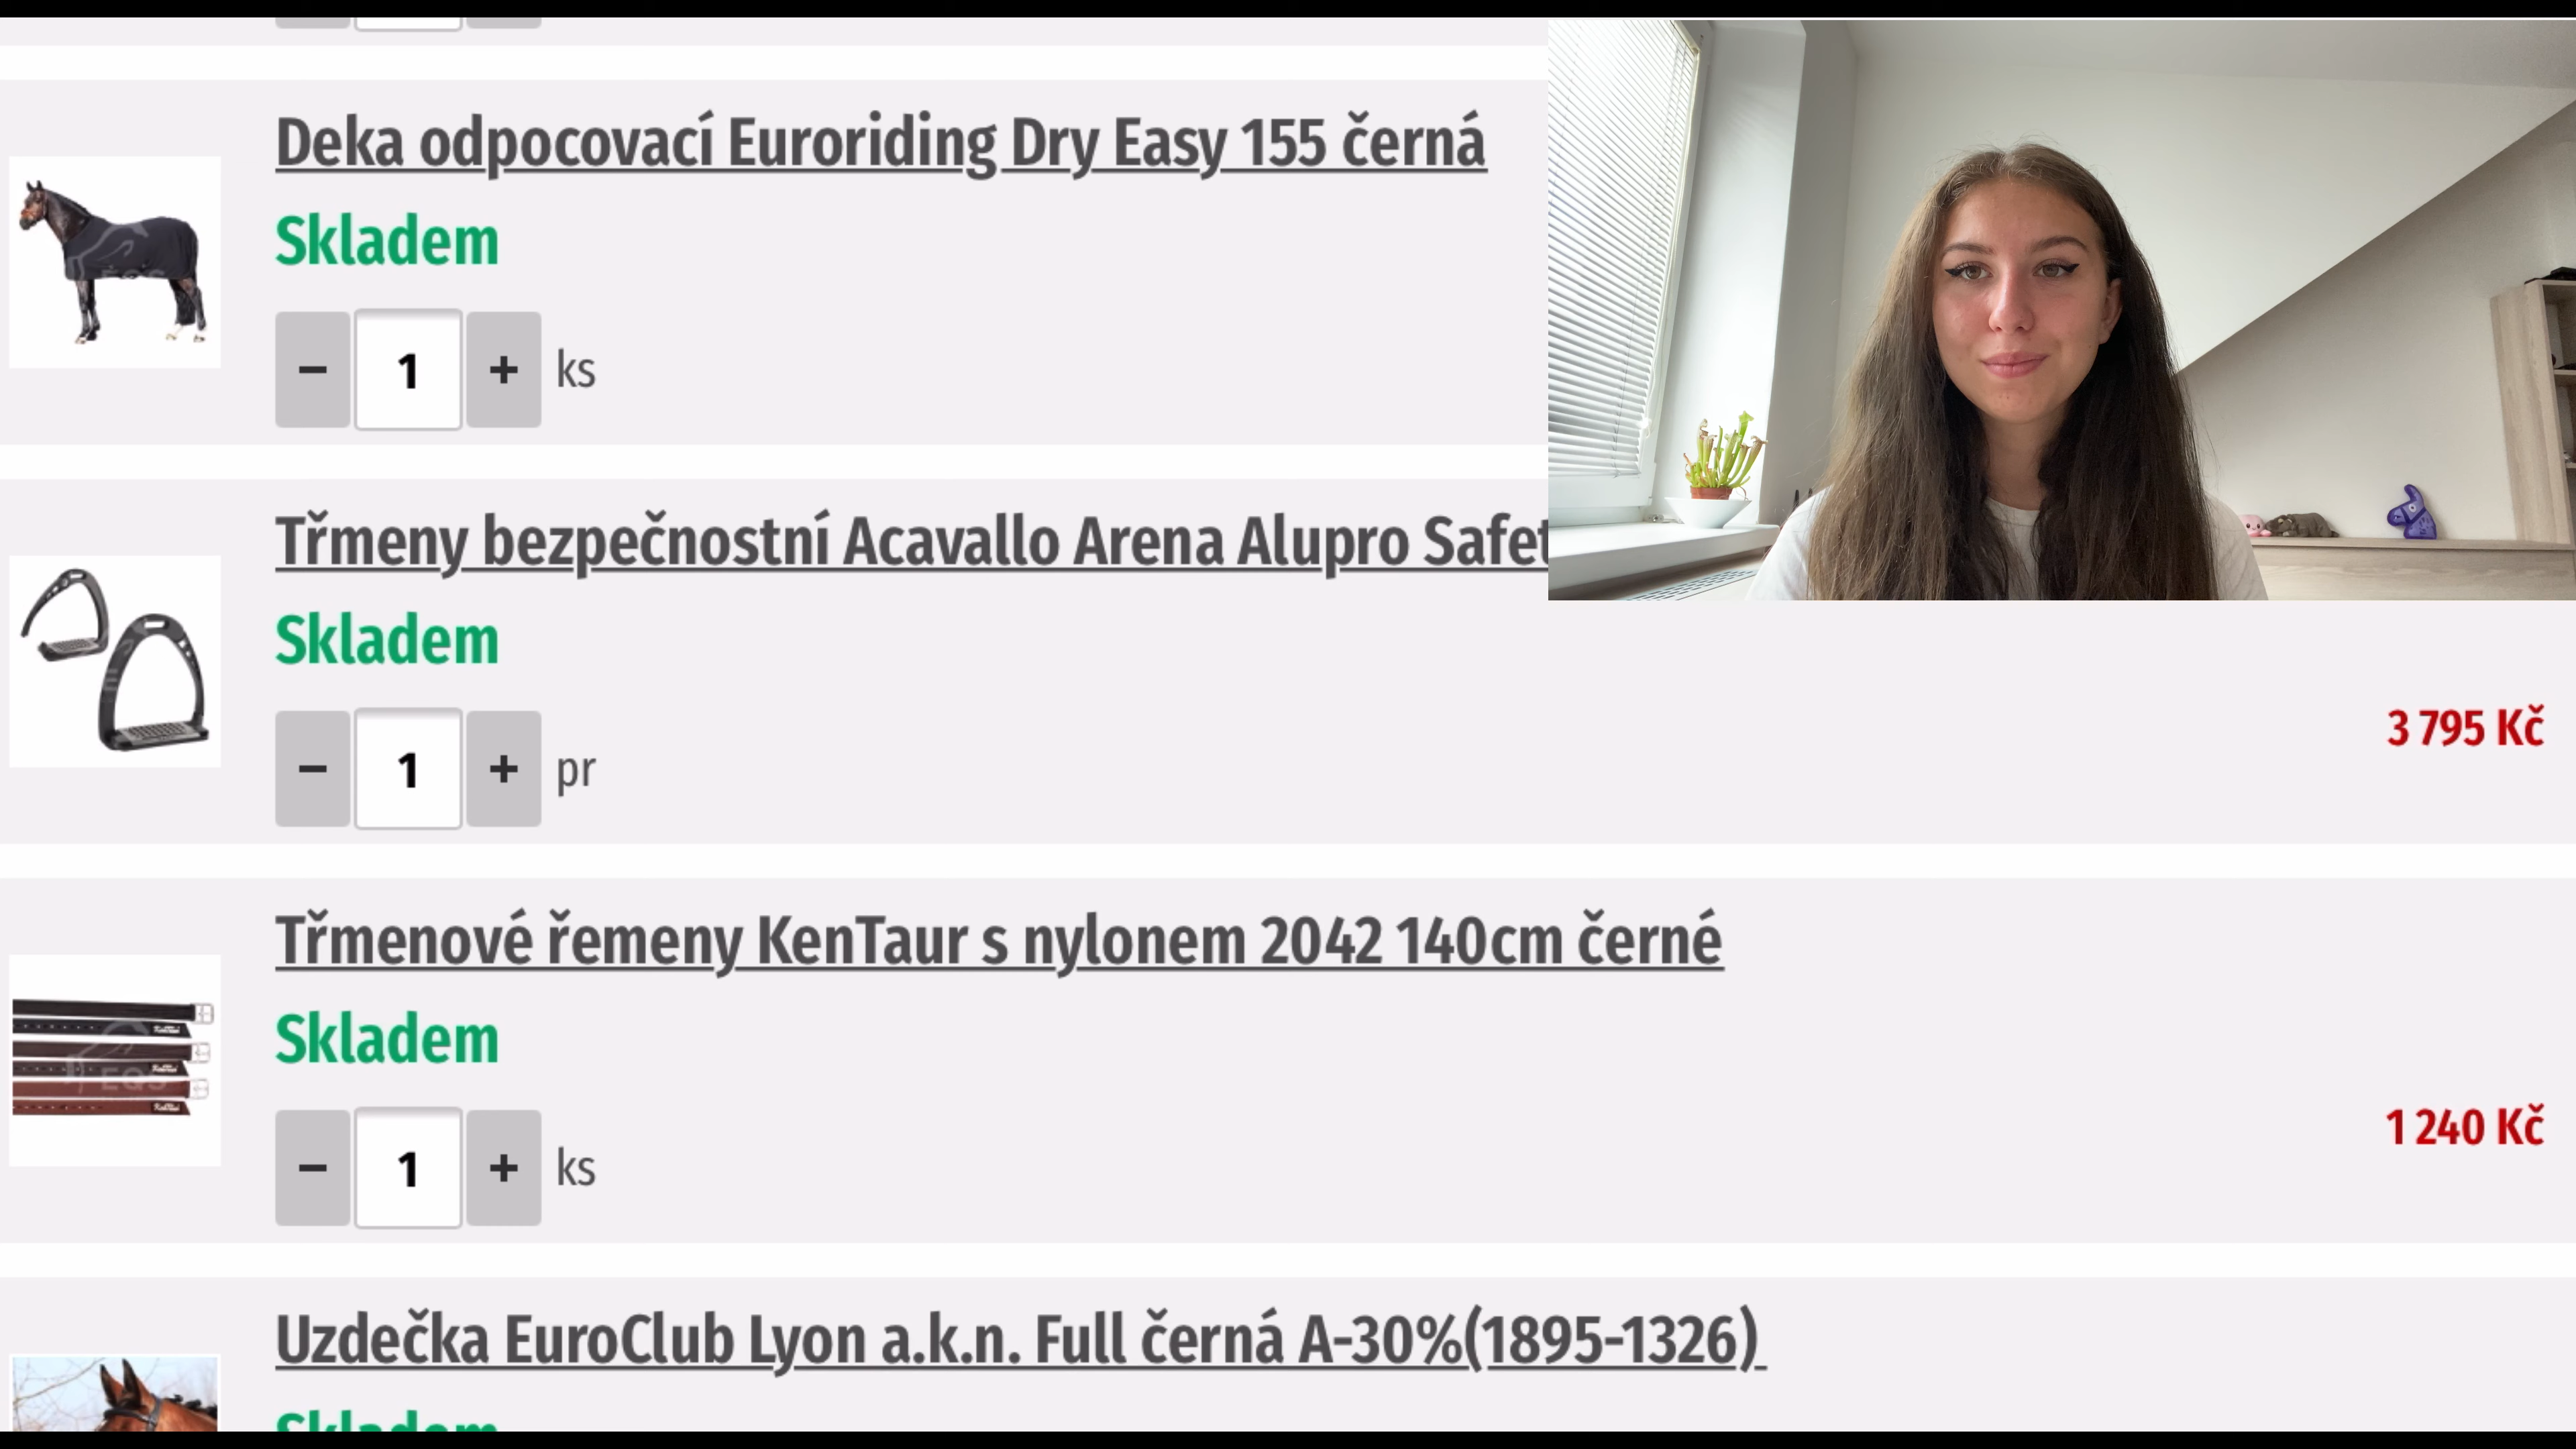 Deka odpocovací Euroriding Dry Easy 155 černá
Skladem
− 1 + ks
Třmeny bezpečnostní Acavallo Arena Alupro Safet
Skladem
− 1 + pr
3 795 Kč
Třmenové řemeny KenTaur s nylonem 2042 140cm černé
Skladem
− 1 + ks
1 240 Kč
Uzdečka EuroClub Lyon a.k.n. Full černá A-30%(1895-1326)
Skladem